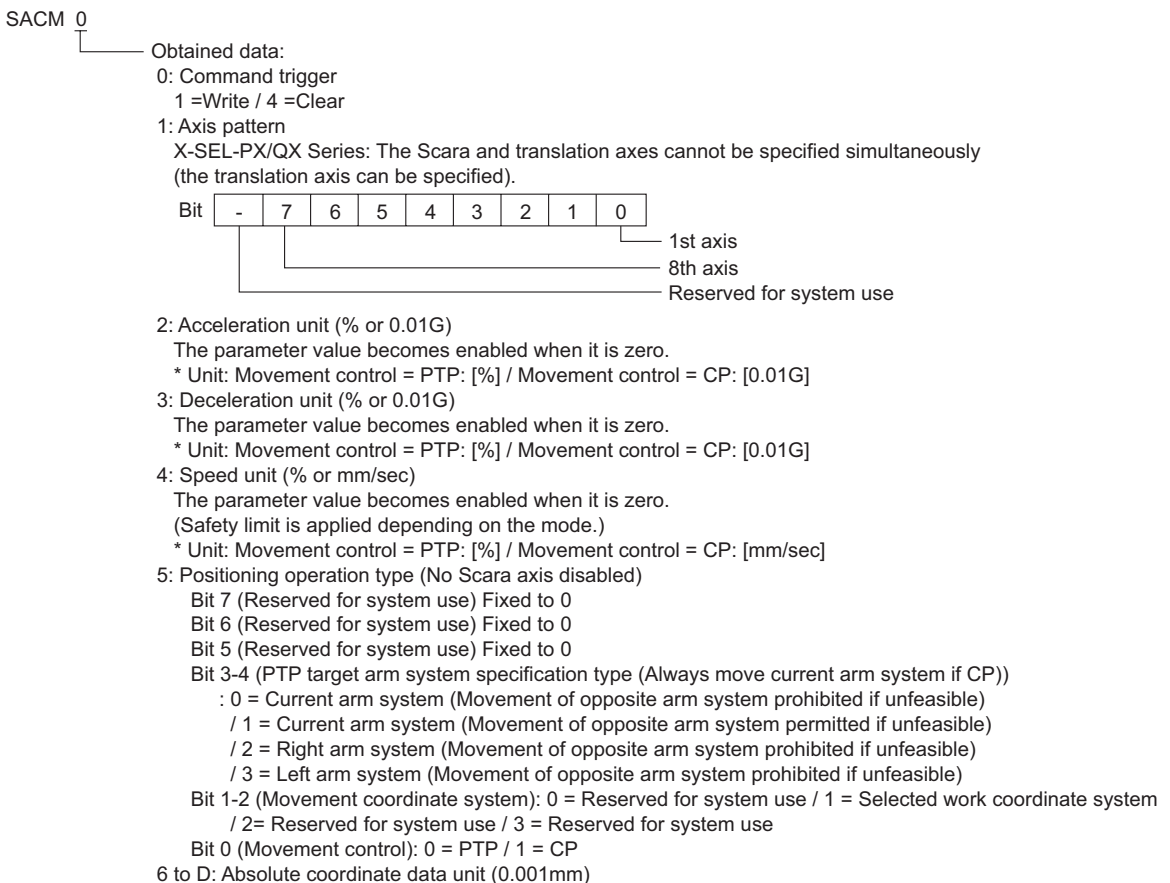 SACM 0
Obtained data:
0: Command trigger
1 =Write / 4 =Clear
1: Axis pattern
X-SEL-PX/QX Series: The Scara and translation axes cannot be specified simultaneously
(the translation axis can be specified).
Bit - 7 6 5 4 3 2 1 0
1st axis
8th axis
Reserved for system use
2: Acceleration unit (% or 0.01G)
The parameter value becomes enabled when it is zero.
* Unit: Movement control = PTP: [%] / Movement control = CP: [0.01G]
3: Deceleration unit (% or 0.01G)
The parameter value becomes enabled when it is zero.
* Unit: Movement control = PTP: [%] / Movement control = CP: [0.01G]
4: Speed unit (% or mm/sec)
The parameter value becomes enabled when it is zero.
(Safety limit is applied depending on the mode.)
* Unit: Movement control = PTP: [%] / Movement control = CP: [mm/sec]
5: Positioning operation type (No Scara axis disabled)
Bit 7 (Reserved for system use) Fixed to 0
Bit 6 (Reserved for system use) Fixed to 0
Bit 5 (Reserved for system use) Fixed to 0
Bit 3-4 (PTP target arm system specification type (Always move current arm system if CP))
: 0 = Current arm system (Movement of opposite arm system prohibited if unfeasible)
/ 1 = Current arm system (Movement of opposite arm system permitted if unfeasible)
/ 2 = Right arm system (Movement of opposite arm system prohibited if unfeasible)
/ 3 = Left arm system (Movement of opposite arm system prohibited if unfeasible)
Bit 1-2 (Movement coordinate system): 0 = Reserved for system use / 1 = Selected work coordinate system
/ 2= Reserved for system use / 3 = Reserved for system use
Bit 0 (Movement control): 0 = PTP / 1 = CP
6 to D: Absolute coordinate data unit (0.001mm)